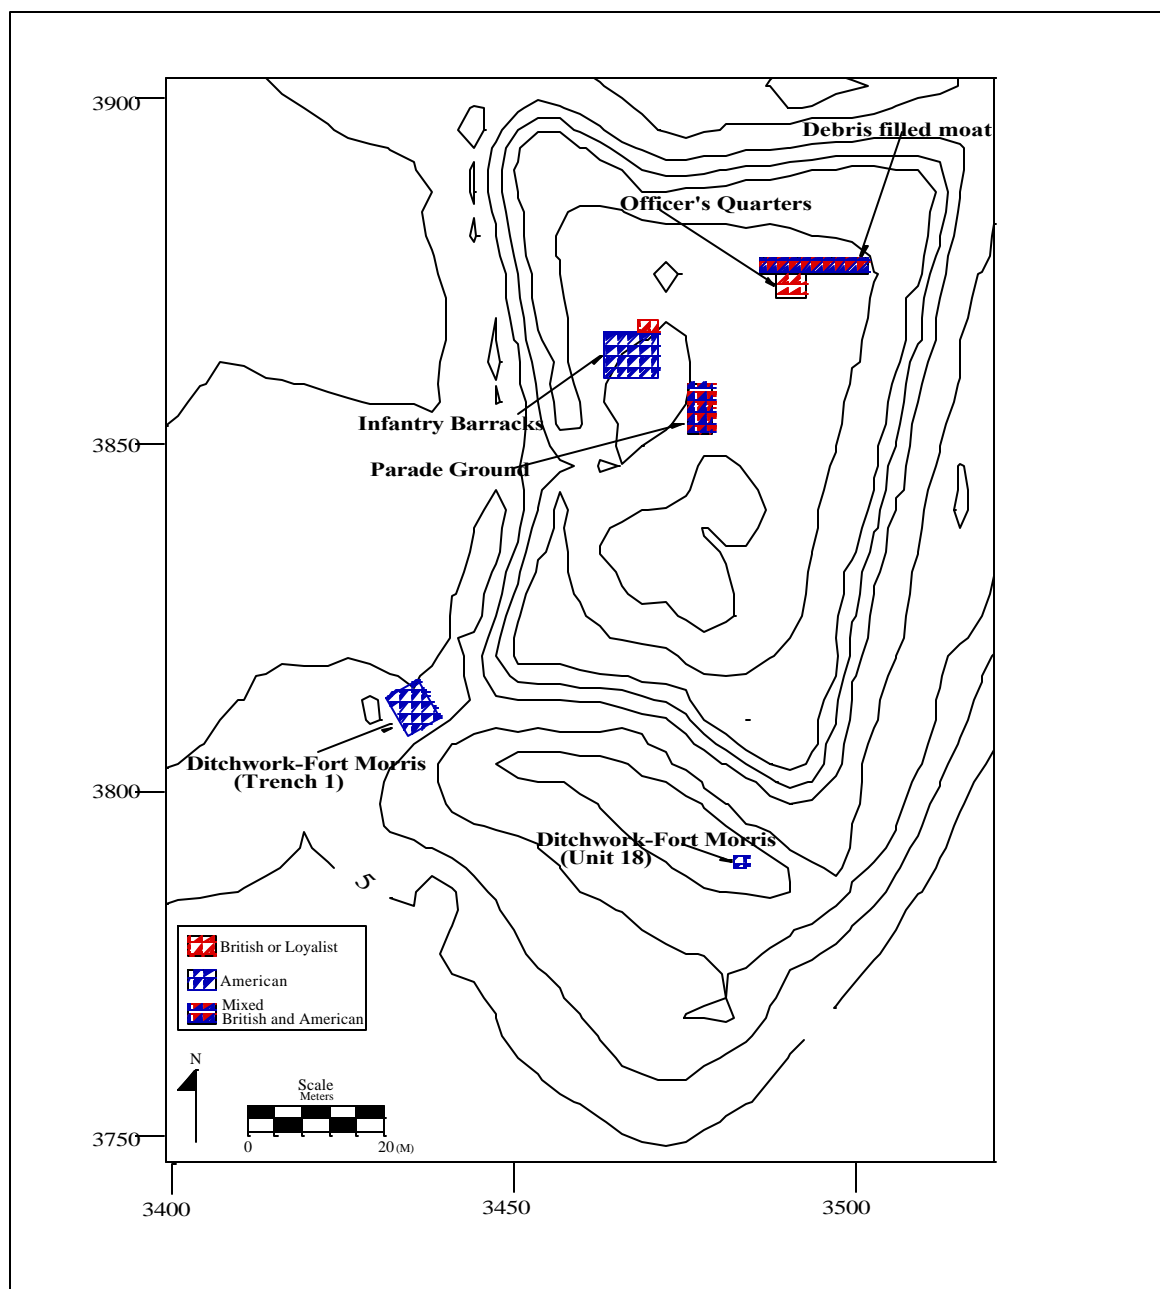 3900
Debris filled moat
Officer's Quarters
Infantry Barracks
3850
Parade Ground
Ditchwork-Fort Morris
(Trench 1)
3800
Ditchwork-Fort Morris
(Unit 18)
5
British or Loyalist
American
Mixed
British and American
N
Scale
Meters
0 20 (M)
3750
3400 3450 3500